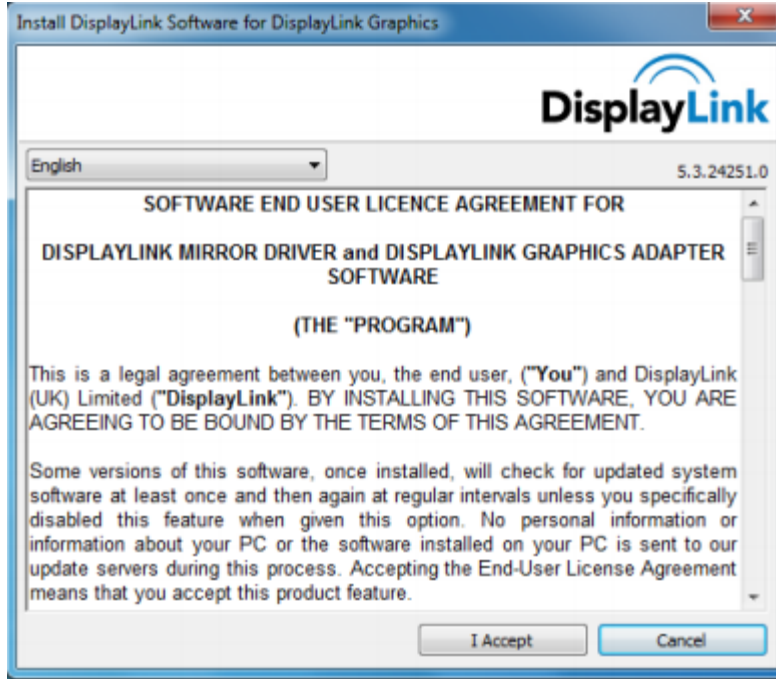 Install DisplayLink Software for DisplayLink Graphics
DisplayLink
English
5.3.24251.0
SOFTWARE END USER LICENCE AGREEMENT FOR
DISPLAYLINK MIRROR DRIVER and DISPLAYLINK GRAPHICS ADAPTER
SOFTWARE
(THE "PROGRAM")
This is a legal agreement between you, the end user, ("You") and DisplayLink
(UK) Limited ("DisplayLink"). BY INSTALLING THIS SOFTWARE, YOU ARE
AGREEING TO BE BOUND BY THE TERMS OF THIS AGREEMENT.
Some versions of this software, once installed, will check for updated system
software at least once and then again at regular intervals unless you specifically
disabled this feature when given this option. No personal information or
information about your PC or the software installed on your PC is sent to our
update servers during this process. Accepting the End-User License Agreement
means that you accept this product feature.
I Accept
Cancel